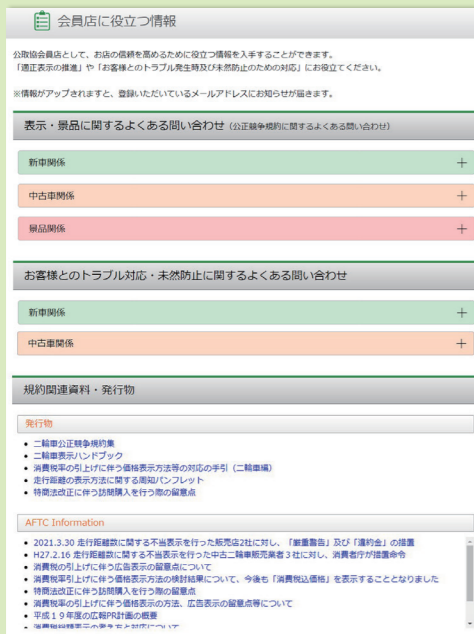 会員店に役立つ情報
公取協会員店として、お店の信頼を高めるために役立つ情報を入手することができます。
「適正表示の推進」や「お客様とのトラブル発生時及び未然防止のための対応」にお役立てください。
※情報がアップされますと、登録いただいているメールアドレスにお知らせが届きます。
表示・景品に関するよくある問い合わせ（公正競争規約に関するよくある問い合わせ）
新車関係 +
中古車関係 +
景品関係 +
お客様とのトラブル対応・未然防止に関するよくある問い合わせ
新車関係 +
中古車関係 +
規約関連資料・発行物
発行物
• 二輪車公正競争規約集
• 二輪車表示ハンドブック
• 消費税率の引上げに伴う価格表示方法等の対応の手引（二輪車編）
• 走行距離の表示方法に関する周知パンフレット
• 特商法改正に伴う訪問購入を行う際の留意点
AFTC Information
• 2021.3.30 走行距離数に関する不当表示を行った販売店2社に対し、「厳重警告」及び「違約金」の措置
• H27.2.16 走行距離数に関する不当表示を行った中古二輪車販売業者３社に対し、消費者庁が措置命令
• 消費税の引上げに伴う広告表示の留意点について
• 消費税率引上げに伴う価格表示方法の検討結果について、今後も「消費税込価格」を表示することとなりました
• 特商法改正に伴う訪問購入を行う際の留意点
• 消費税率の引上げに伴う価格表示の方法、広告表示の留意点等について
• 平成１９年度の広報PR計画の概要
• 消費税総額表示の考え方と対応について